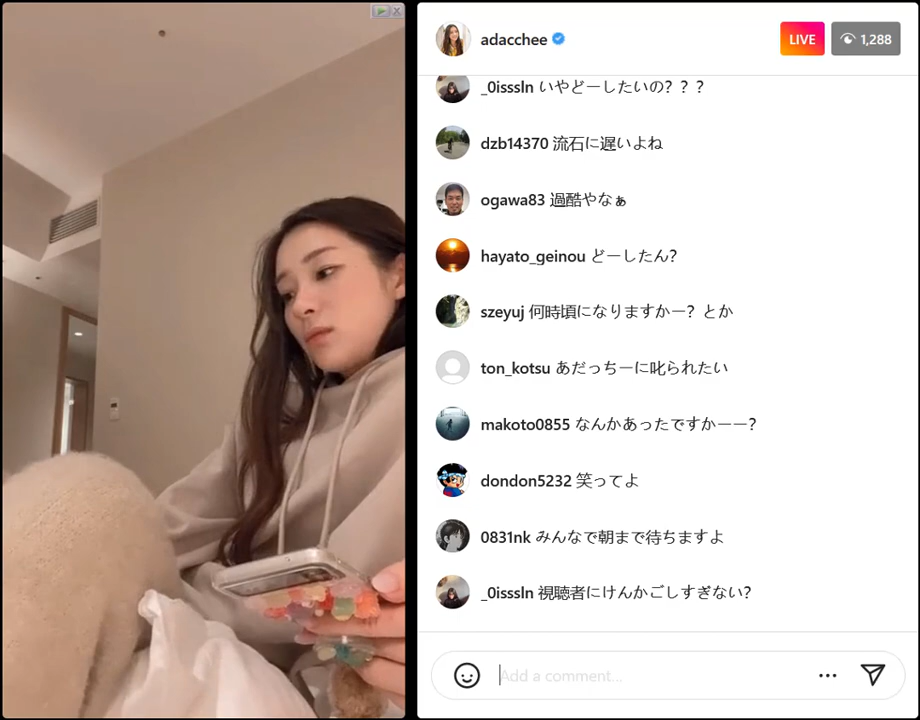 adacchee
LIVE
1,288
_0isssln いやどーしたいの？？？
dzb14370 流石に遅いよね
ogawa83 過酷やなぁ
hayato_geinou どーしたん？
szeyuj 何時頃になりますかー？とか
ton_kotsu あだっちーに叱られたい
makoto0855 なんかあったですかーー？
dondon5232 笑ってよ
0831nk みんなで朝まで待ちますよ
_0isssln 視聴者にけんかごしすぎない？
Add a comment...